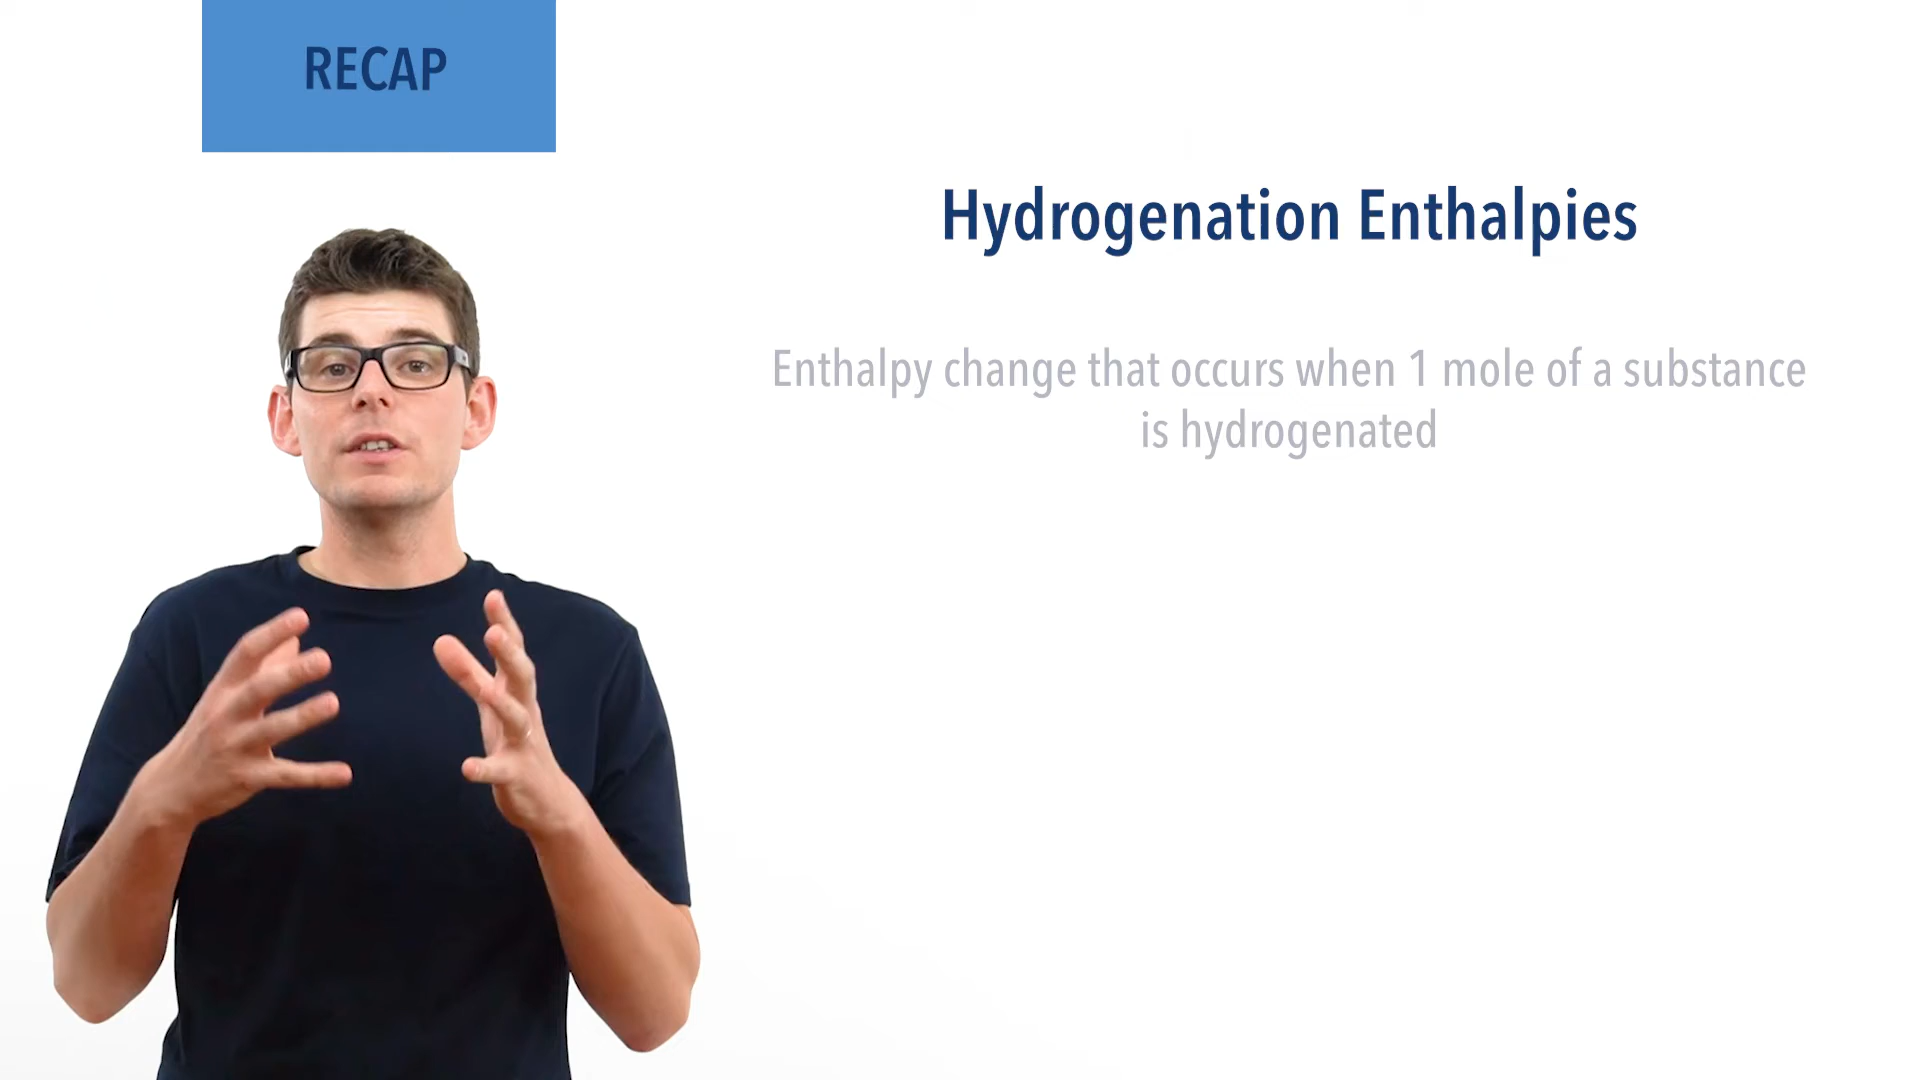 RECAP
Hydrogenation Enthalpies
Enthalpy change that occurs when 1 mole of a substance
is hydrogenated